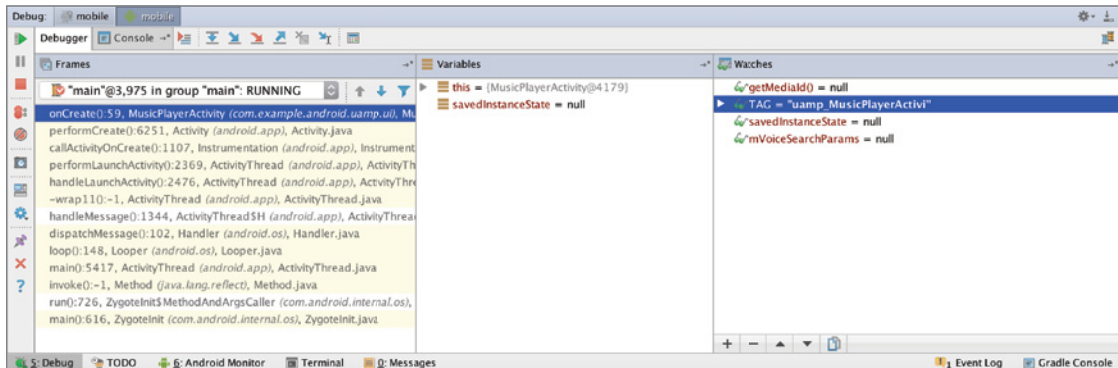 Debug: mobile mobile
Debugger Console
Frames
"main"@3,975 in group "main": RUNNING
onCreate():59, MusicPlayerActivity (com.example.android.uamp.ui), Mu
performCreate():6251, Activity (android.app), Activity.java
callActivityOnCreate():1107, Instrumentation (android.app), Instrument
performLaunchActivity():2369, ActivityThread (android.app), ActivityTh
handleLaunchActivity():2476, ActivityThread (android.app), ActivityThre
-wrap11():-1, ActivityThread (android.app), ActivityThread.java
handleMessage():1344, ActivityThread$H (android.app), ActivityThrea
dispatchMessage():102, Handler (android.os), Handler.java
loop():148, Looper (android.os), Looper.java
main():5417, ActivityThread (android.app), ActivityThread.java
invoke():-1, Method (java.lang.reflect), Method.java
run():726, ZygoteInit$MethodAndArgsCaller (com.android.internal.os),
main():616, ZygoteInit (com.android.internal.os), ZygoteInit.java
Variables
this = {MusicPlayerActivity@4179}
savedInstanceState = null
Watches
getMediaId() = null
TAG = "uamp_MusicPlayerActivi"
savedInstanceState = null
mVoiceSearchParams = null
5: Debug TODO 6: Android Monitor Terminal 0: Messages 1 Event Log Gradle Console